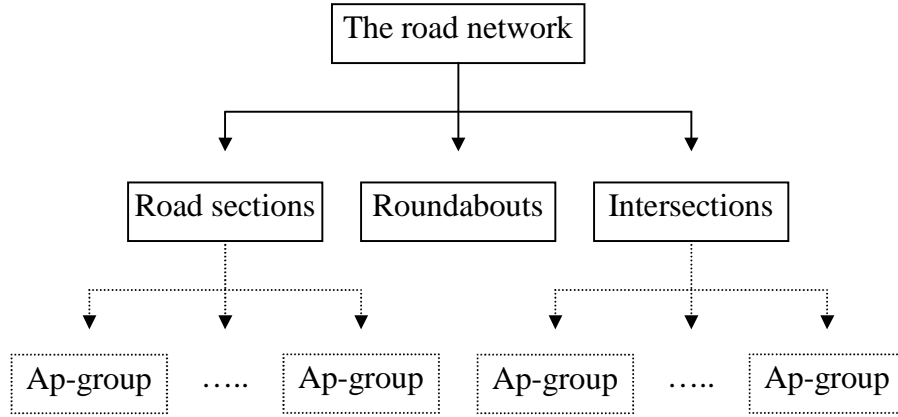 The road network
Road sections
Roundabouts
Intersections
Ap-group
…..
Ap-group
Ap-group
…..
Ap-group